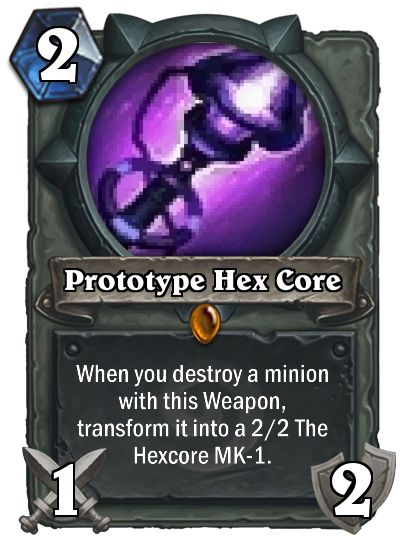 2
Prototype Hex Core
When you destroy a minion
with this Weapon,
transform it into a 2/2 The
Hexcore MK-1.
1
2